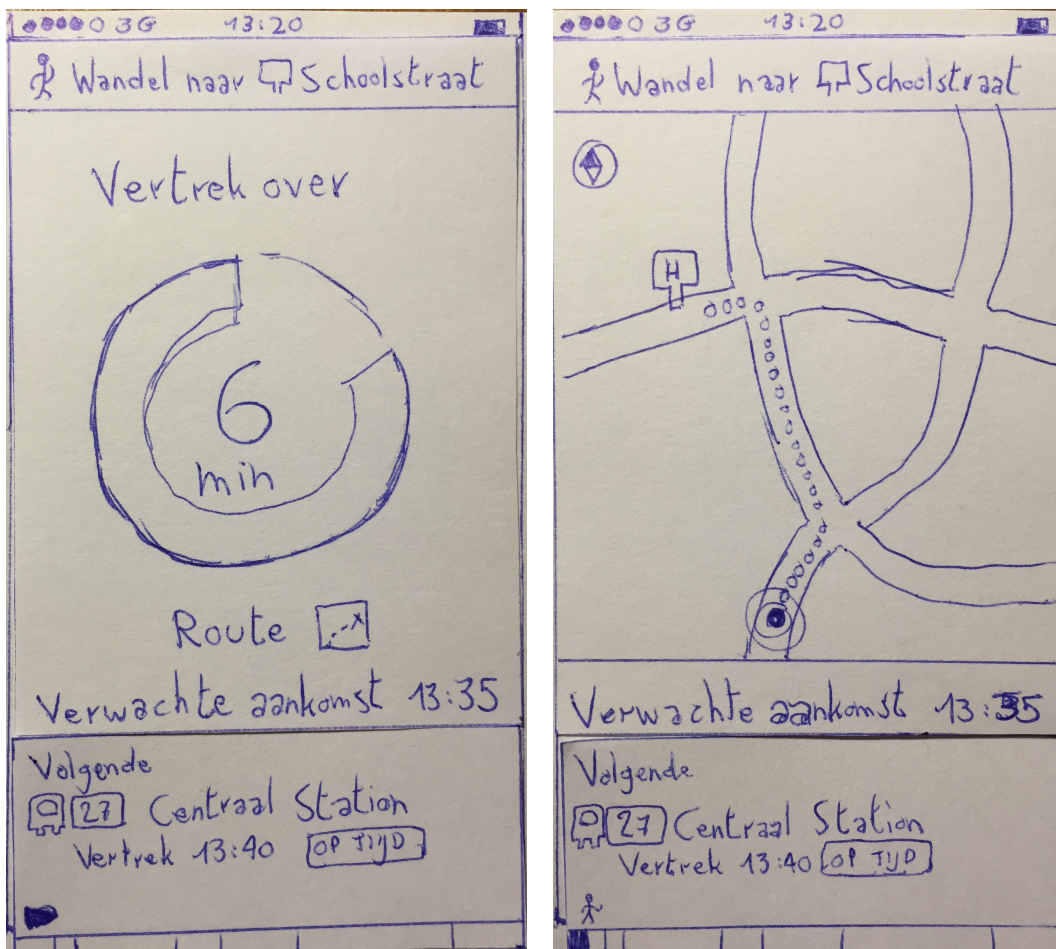 3G 13:20
Wandel naar Schoolstraat
Vertrek over
6
min
Route
Verwachte aankomst 13:35
Volgende
27 Centraal Station
Vertrek 13:40 OP TIJD
3G 13:20
Wandel naar Schoolstraat
H
Verwachte aankomst 13:35
Volgende
27 Centraal Station
Vertrek 13:40 OP TIJD